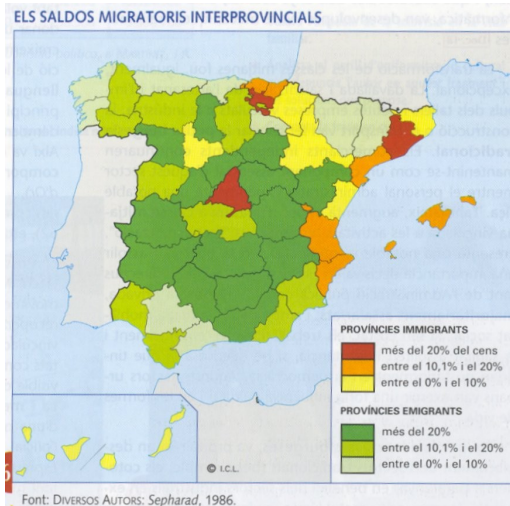 ELS SALDOS MIGRATORIS INTERPROVINCIALS
PROVÍNCIES IMMIGRANTS
més del 20% del cens
entre el 10,1% i el 20%
entre el 0% i el 10%
PROVÍNCIES EMIGRANTS
més del 20%
entre el 10,1% i el 20%
entre el 0% i el 10%
© I.C.L.
Font: DIVERSOS AUTORS: Sepharad, 1986.